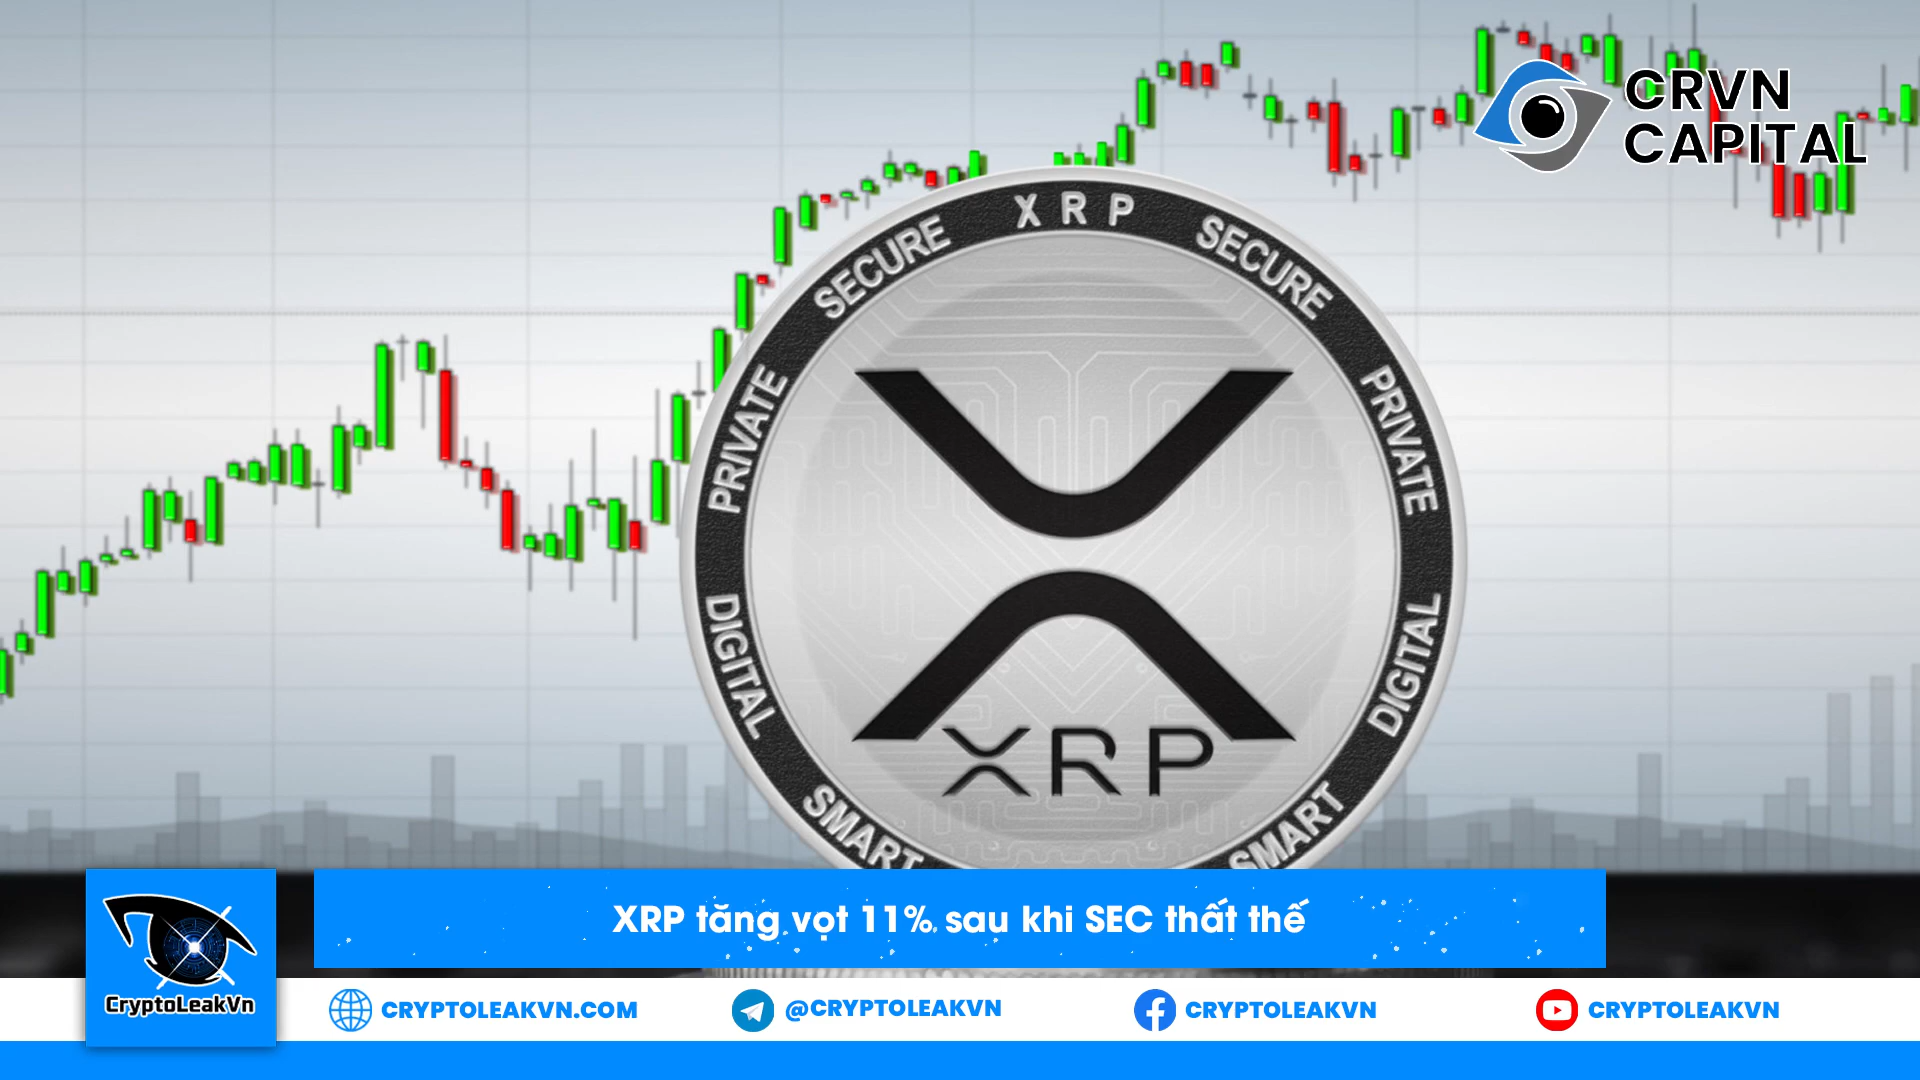 CRVN
CAPITAL
XRP
SECURE
SECURE
PRIVATE
PRIVATE
DIGITAL
DIGITAL
XRP
SMART
SMART
XRP tăng vọt 11% sau khi SEC thất thế
CryptoLeakVn
CRYPTOLEAKVN.COM
@CRYPTOLEAKVN
CRYPTOLEAKVN
CRYPTOLEAKVN